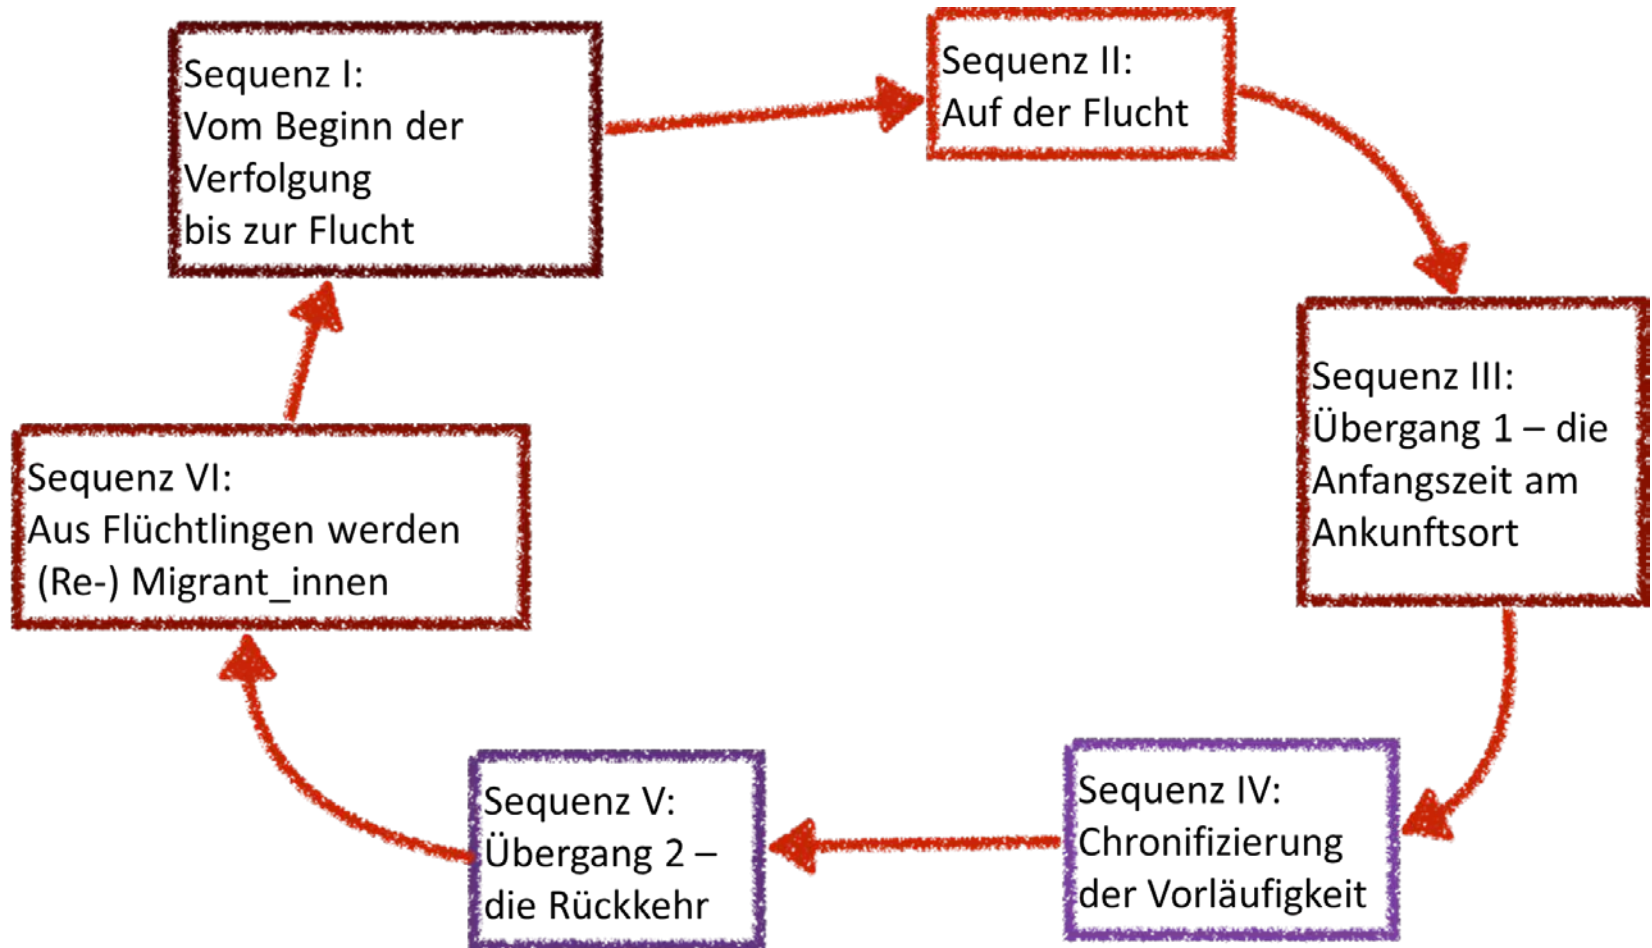 Sequenz I:
Vom Beginn der
Verfolgung
bis zur Flucht
Sequenz II:
Auf der Flucht
Sequenz III:
Übergang 1 – die
Anfangszeit am
Ankunftsort
Sequenz IV:
Chronifizierung
der Vorläufigkeit
Sequenz V:
Übergang 2 –
die Rückkehr
Sequenz VI:
Aus Flüchtlingen werden
(Re-) Migrant_innen